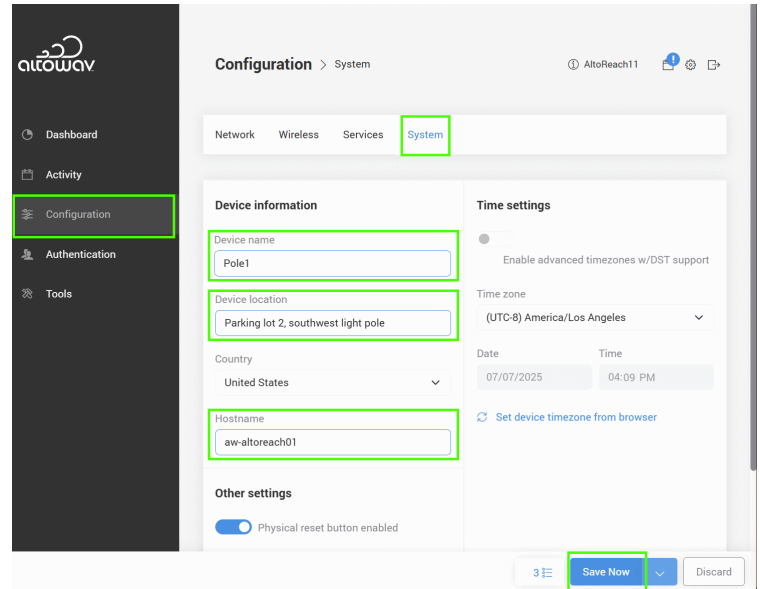 altowav
Configuration > System
AltoReach11
Dashboard
Activity
Configuration
Authentication
Tools
Network Wireless Services System
Device information
Device name
Pole1
Device location
Parking lot 2, southwest light pole
Country
United States
Hostname
aw-altoreach01
Other settings
Physical reset button enabled
Time settings
Enable advanced timezones w/DST support
Time zone
(UTC-8) America/Los Angeles
Date Time
07/07/2025 04:09 PM
Set device timezone from browser
3 Save Now Discard